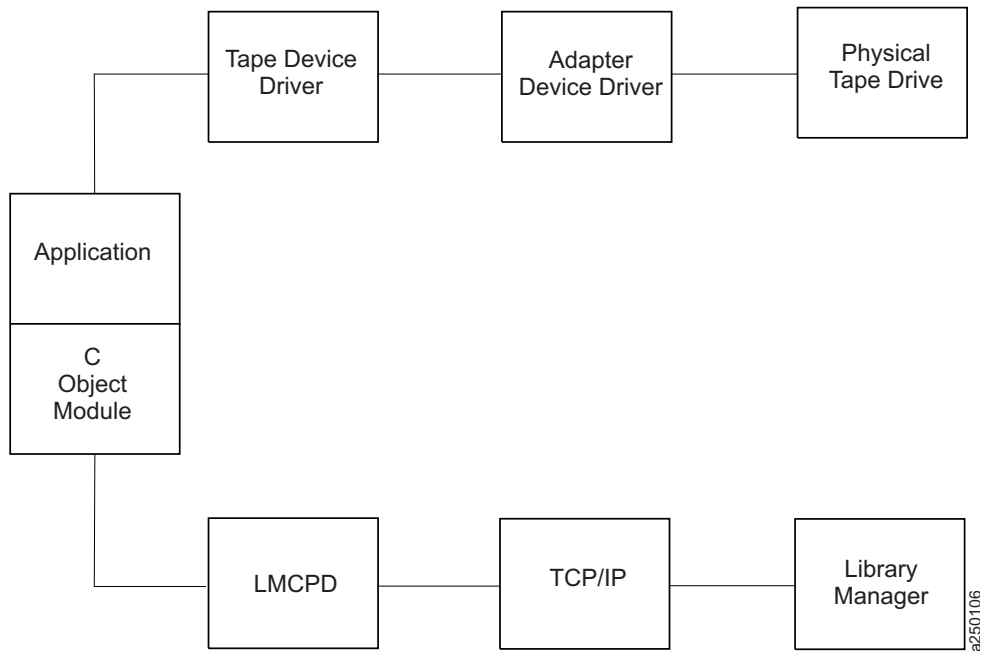 Tape Device
Driver
Adapter
Device Driver
Physical
Tape Drive
Application
C
Object
Module
LMCPD
TCP/IP
Library
Manager
a250106